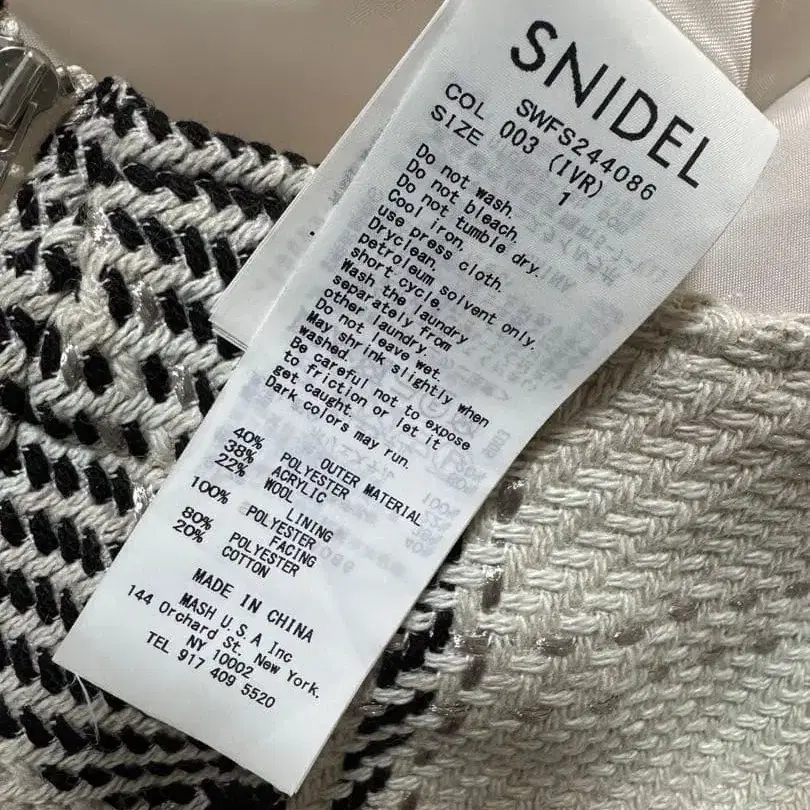 SNIDEL
SWFS244086
COL 003 (IVR)
SIZE 1
Do not wash.
Do not bleach.
Do not tumble dry.
Cool iron,
use press cloth.
Dryclean,
petroleum solvent only.
short cycle.
Wash the laundry
separately from
other laundry.
Do not leave wet.
May shrink slightly when
washed.
Be careful not to expose
to friction or let it
get caught.
Dark colors may run.
OUTER MATERIAL
40% POLYESTER
38% ACRYLIC
22% WOOL
LINING
100% POLYESTER
FACING
80% POLYESTER
20% COTTON
MADE IN CHINA
MASH U.S.A Inc
144 Orchard St. New York.
NY 10002
TEL 917 409 5520